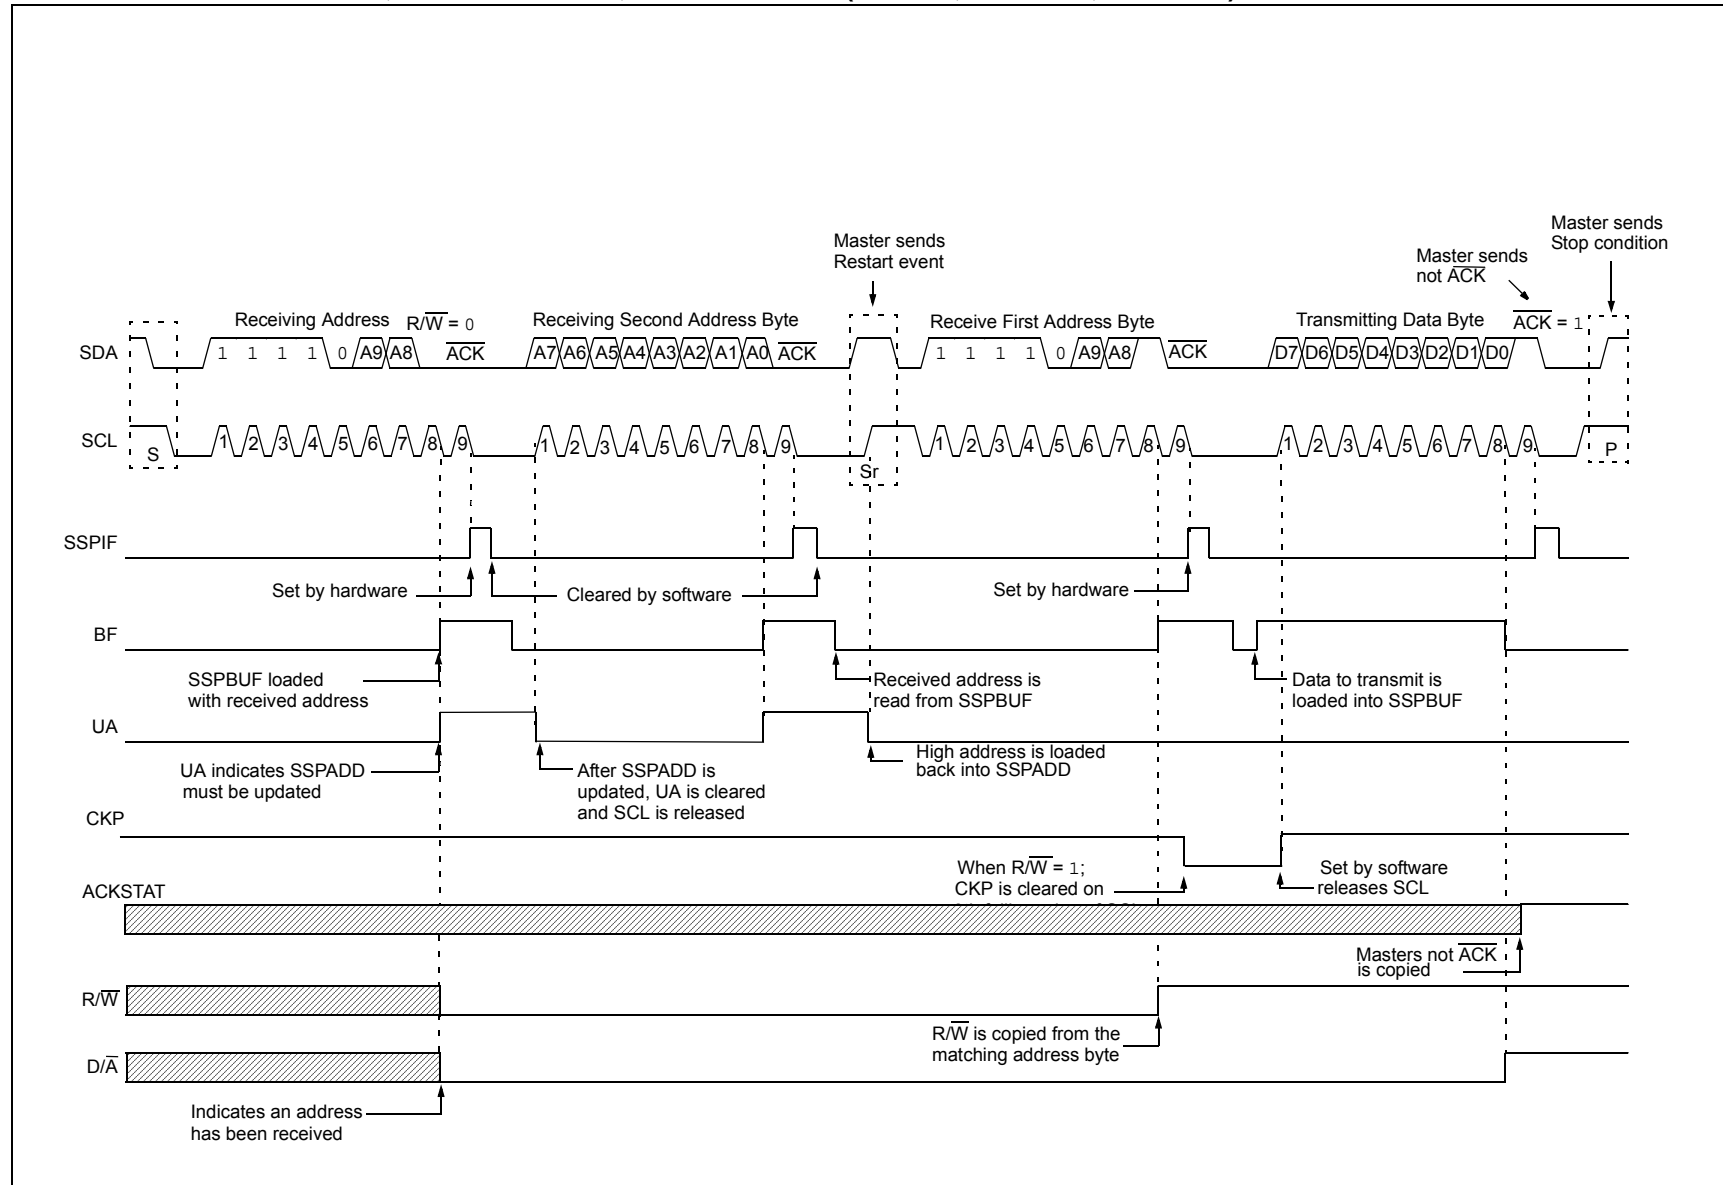 Master sends
Restart event
Master sends
Stop condition
Master sends
not ACK
Receiving Address R/W = 0
Receiving Second Address Byte
Receive First Address Byte
Transmitting Data Byte
ACK = 1
SDA
1 1 1 1 0 A9 A8 ACK
A7 A6 A5 A4 A3 A2 A1 A0 ACK
1 1 1 1 0 A9 A8 ACK
D7 D6 D5 D4 D3 D2 D1 D0
SCL
S
1 2 3 4 5 6 7 8 9
1 2 3 4 5 6 7 8 9
Sr
1 2 3 4 5 6 7 8 9
1 2 3 4 5 6 7 8 9
P
SSPIF
Set by hardware
Cleared by software
Set by hardware
BF
SSPBUF loaded
with received address
Received address is
read from SSPBUF
Data to transmit is
loaded into SSPBUF
UA
UA indicates SSPADD
must be updated
After SSPADD is
updated, UA is cleared
and SCL is released
High address is loaded
back into SSPADD
CKP
When R/W = 1;
CKP is cleared on
Set by software
releases SCL
ACKSTAT
Masters not ACK
is copied
R/W
R/W is copied from the
matching address byte
D/A
Indicates an address
has been received